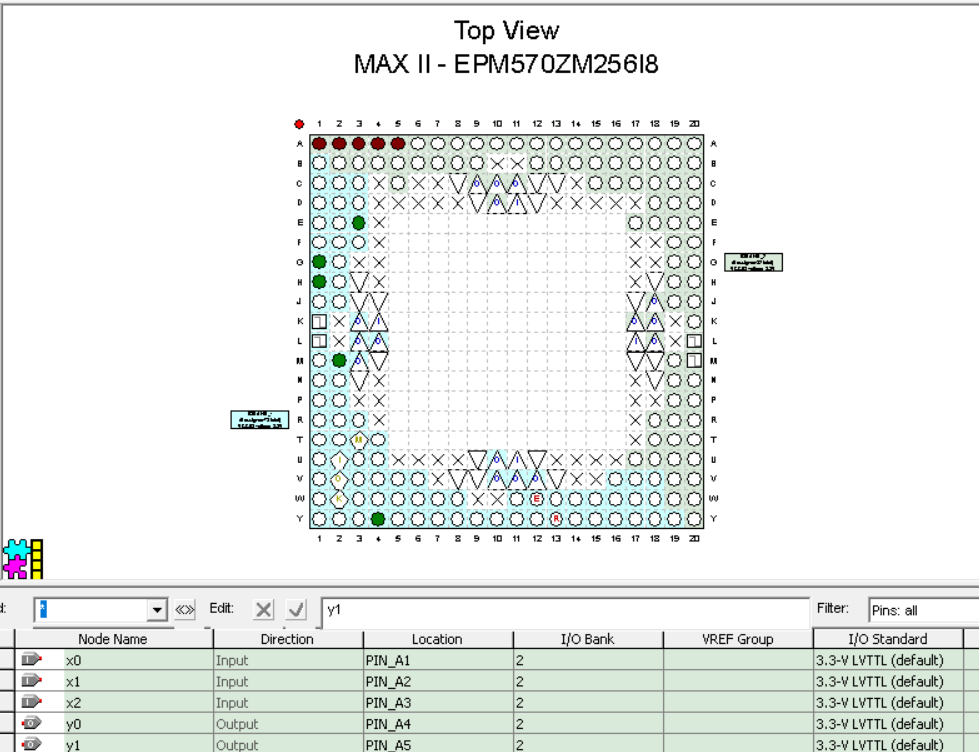 Top View
MAX II - EPM570ZM256I8
1 2 3 4 5 6 7 8 9 10 11 12 13 14 15 16 17 18 19 20
A A
B B
C O O O C
D O I D
E E
F F
G G
H H
J O J
K O I O O K
L O O I O L
M O M
N N
P P
R R
T M T
U I O I U
V O O O O V
W K E W
Y R Y
1 2 3 4 5 6 7 8 9 10 11 12 13 14 15 16 17 18 19 20
d: * <<>> Edit: y1 Filter: Pins: all
Node Name Direction Location I/O Bank VREF Group I/O Standard
x0 Input PIN_A1 2 3.3-V LVTTL (default)
x1 Input PIN_A2 2 3.3-V LVTTL (default)
x2 Input PIN_A3 2 3.3-V LVTTL (default)
y0 Output PIN_A4 2 3.3-V LVTTL (default)
y1 Output PIN_A5 2 3.3-V LVTTL (default)